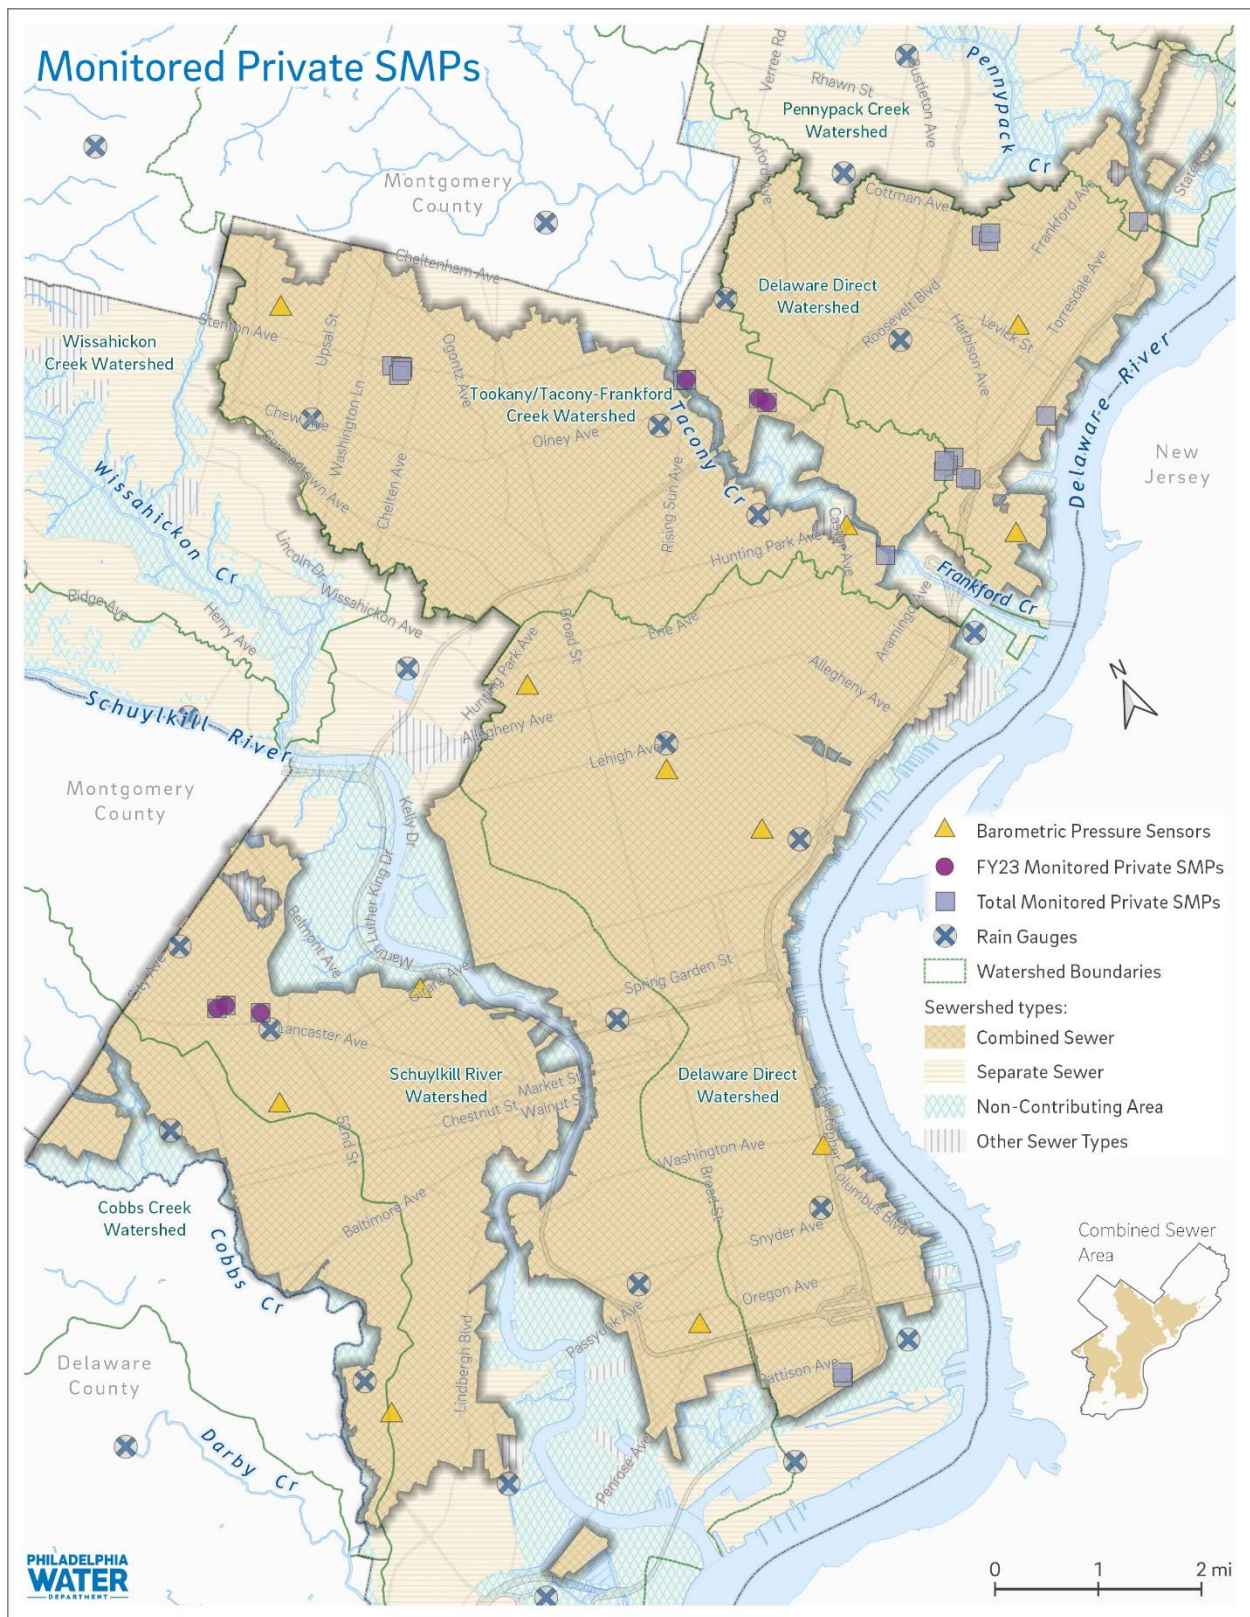 Monitored Private SMPs
Verree Rd
Rhawn St
Bustleton Ave
Pennypack
Cr
Pennypack Creek
Watershed
Oxford Ave
State Rd
Montgomery
County
Cottman Ave
Frankford Ave
Cheltenham Ave
Delaware Direct
Watershed
Roosevelt Blvd
Torresdale Ave
Levick St
Harbison Ave
Stenton Ave
Upsal St
Ogontz Ave
Wissahickon
Creek Watershed
Washington Ln
Tookany/Tacony-Frankford
Creek Watershed
Tacony Cr
Chew Ave
Olney Ave
Germantown Ave
Chelten Ave
Delaware River
New
Jersey
Wissahickon Cr
Rising Sun Ave
Castor Ave
Hunting Park Ave
Lincoln Dr
Wissahickon Ave
Frankford Cr
Ridge Ave
Henry Ave
Broad St
Erie Ave
Aramingo Ave
Hunting Park Ave
Allegheny Ave
N
Schuylkill River
Allegheny Ave
Lehigh Ave
Montgomery
County
Kelly Dr
Martin Luther King Dr
Belmont Ave
Barometric Pressure Sensors
FY23 Monitored Private SMPs
Total Monitored Private SMPs
Rain Gauges
Watershed Boundaries
Sewershed types:
Combined Sewer
Separate Sewer
Non-Contributing Area
Other Sewer Types
City Ave
Girard Ave
Spring Garden St
Lancaster Ave
Schuylkill River
Watershed
Market St
Chestnut St
Walnut St
Delaware Direct
Watershed
52nd St
Washington Ave
Christopher Columbus Blvd
Broad St
Baltimore Ave
Cobbs Creek
Watershed
Cobbs Cr
Snyder Ave
Combined Sewer
Area
Oregon Ave
Passyunk Ave
Lindbergh Blvd
Pattison Ave
Delaware
County
Darby Cr
Penrose Ave
PHILADELPHIA
WATER
DEPARTMENT
0 1 2 mi